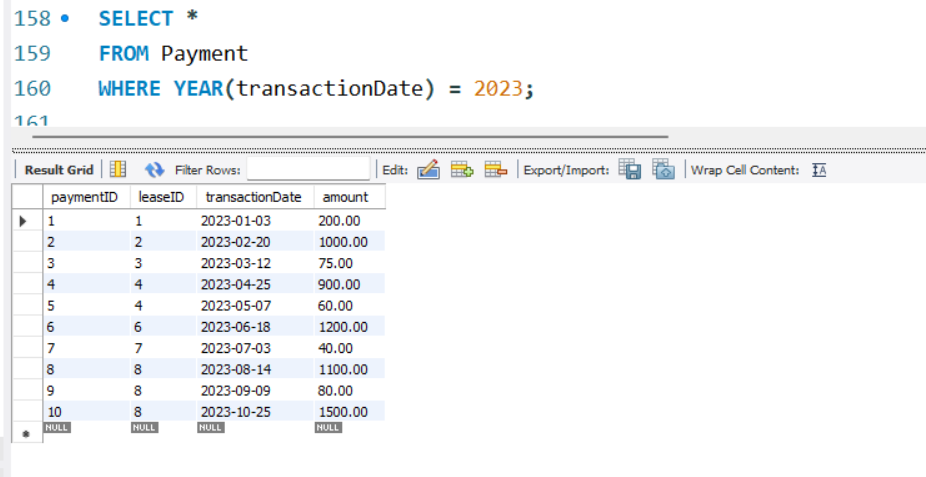 158 SELECT *
159 FROM Payment
160 WHERE YEAR(transactionDate) = 2023;
161
Result Grid Filter Rows: Edit: Export/Import: Wrap Cell Content:
paymentID leaseID transactionDate amount
1 1 2023-01-03 200.00
2 2 2023-02-20 1000.00
3 3 2023-03-12 75.00
4 4 2023-04-25 900.00
5 4 2023-05-07 60.00
6 6 2023-06-18 1200.00
7 7 2023-07-03 40.00
8 8 2023-08-14 1100.00
9 8 2023-09-09 80.00
10 8 2023-10-25 1500.00
NULL NULL NULL NULL